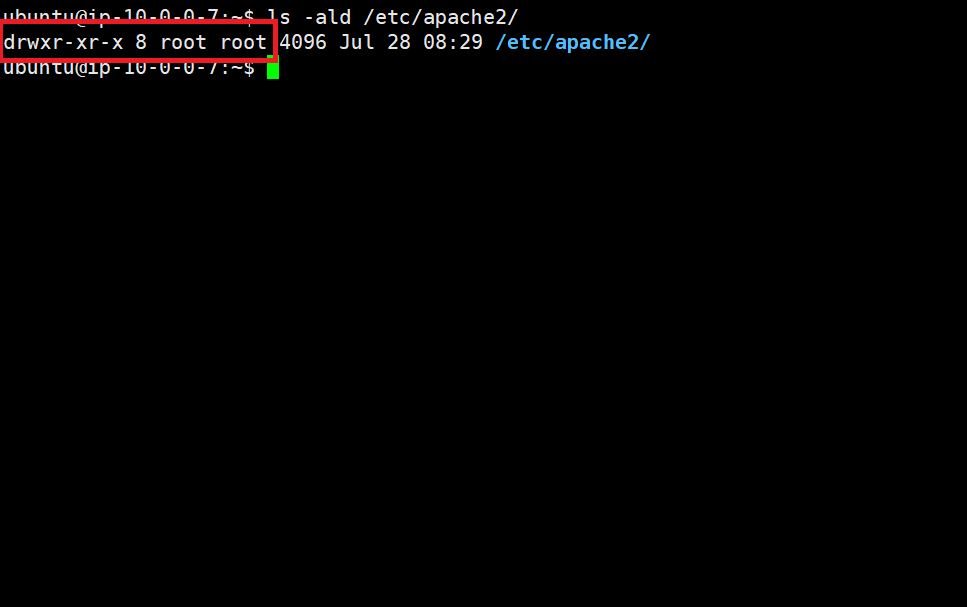 ubuntu@ip-10-0-0-7:~$ ls -ald /etc/apache2/
drwxr-xr-x 8 root root 4096 Jul 28 08:29 /etc/apache2/
ubuntu@ip-10-0-0-7:~$